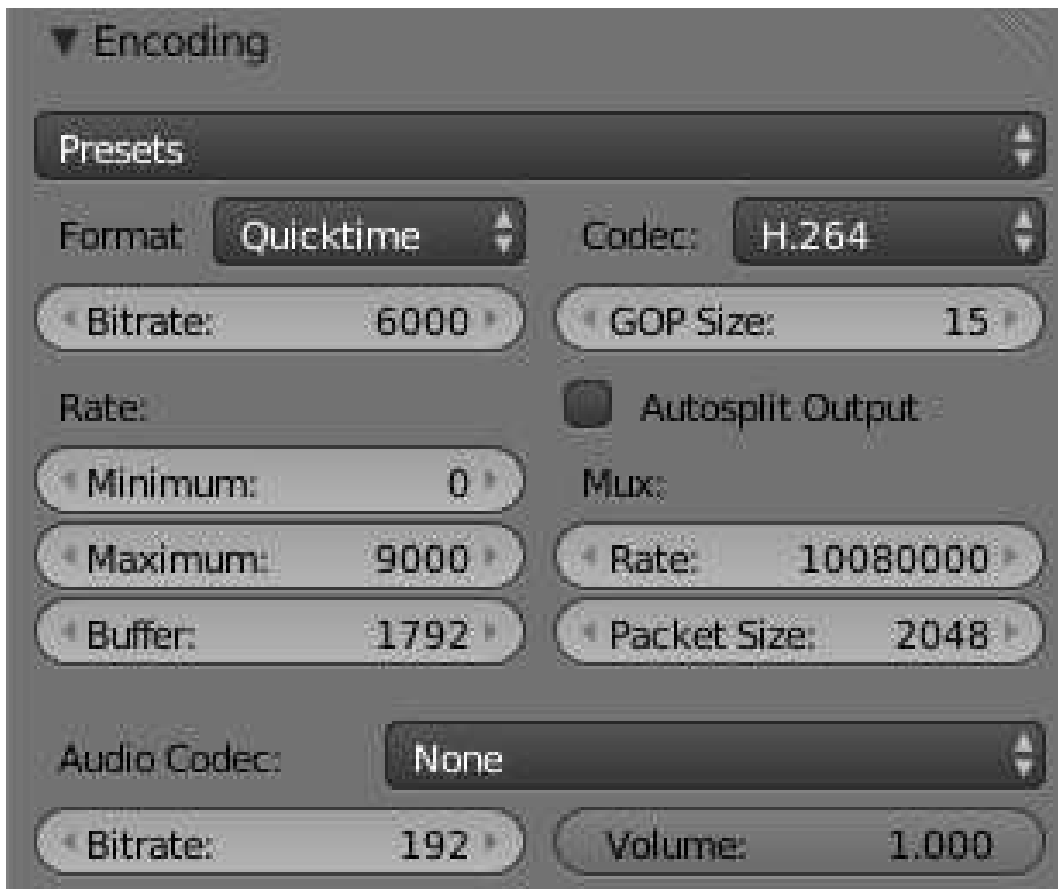 Encoding
Presets
Format Quicktime Codec: H.264
Bitrate: 6000 GOP Size: 15
Rate: Autosplit Output
Minimum: 0 Mux:
Maximum: 9000 Rate: 10080000
Buffer: 1792 Packet Size: 2048
Audio Codec: None
Bitrate: 192 Volume: 1.000